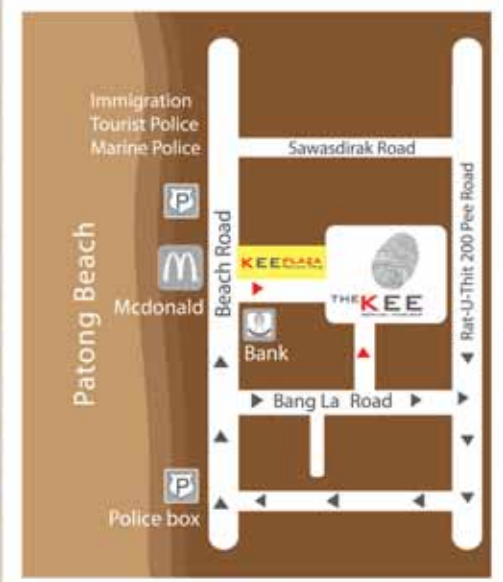 Immigration
Tourist Police
Marine Police
Sawasdirak Road
P
Rat-U-Thit 200 Pee Road
Beach Road
Patong Beach
KEE PLAZA
THE KEE
Mcdonald
Bank
Bang La Road
P
Police box